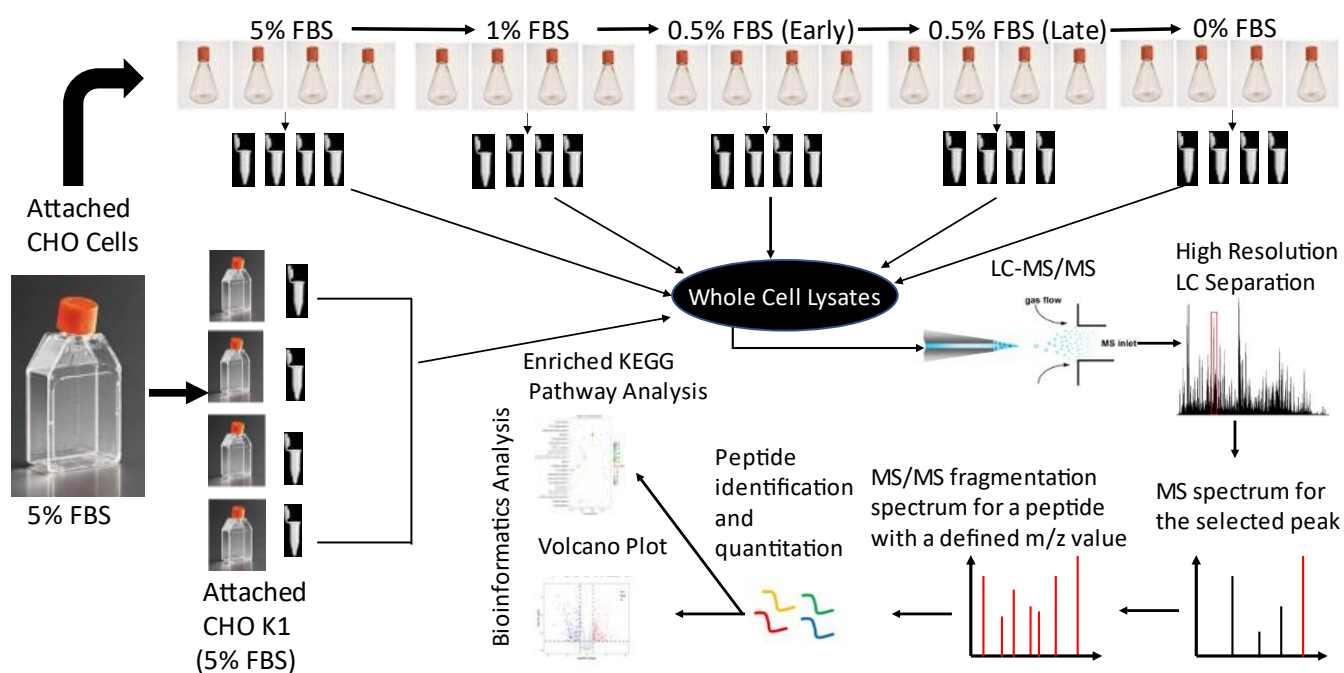 5% FBS
1% FBS
0.5% FBS (Early)
0.5% FBS (Late)
0% FBS
Attached
CHO Cells
5% FBS
Attached
CHO K1
(5% FBS)
Whole Cell Lysates
LC-MS/MS
gas flow
MS inlet
High Resolution
LC Separation
MS spectrum for
the selected peak
MS/MS fragmentation
spectrum for a peptide
with a defined m/z value
Peptide
identification
and
quantitation
Enriched KEGG
Pathway Analysis
Volcano Plot
Bioinformatics Analysis